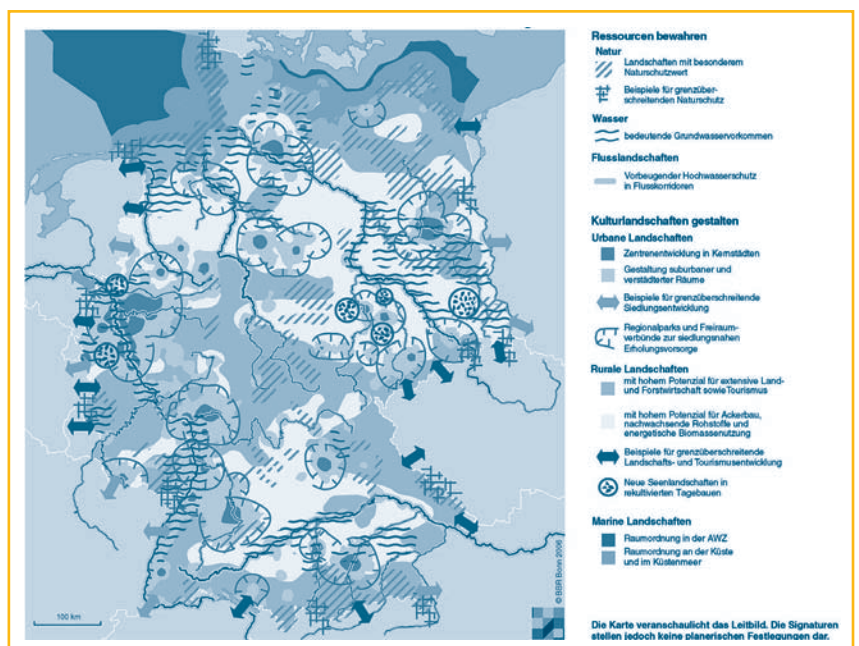 Ressourcen bewahren
Natur
Landschaften mit besonderem
Naturschutzwert
Beispiele für grenzüber-
schreitenden Naturschutz
Wasser
bedeutende Grundwasservorkommen
Flusslandschaften
Vorbeugender Hochwasserschutz
in Flusskorridoren
Kulturlandschaften gestalten
Urbane Landschaften
Zentrenentwicklung in Kernstädten
Gestaltung suburbaner und
verstädterter Räume
Beispiele für grenzüberschreitende
Siedlungsentwicklung
Regionalparks und Freiraum-
verbünde zur siedlungsnahen
Erholungsvorsorge
Rurale Landschaften
mit hohem Potenzial für extensive Land-
und Forstwirtschaft sowie Tourismus
mit hohem Potenzial für Ackerbau,
nachwachsende Rohstoffe und
energetische Biomassenutzung
Beispiele für grenzüberschreitende
Landschafts- und Tourismusentwicklung
Neue Seenlandschaften in
rekultivierten Tagebauen
Marine Landschaften
Raumordnung in der AWZ
Raumordnung an der Küste
und im Küstenmeer
© BBR Bonn 2006
100 km
Die Karte veranschaulicht das Leitbild. Die Signaturen
stellen jedoch keine planerischen Festlegungen dar.